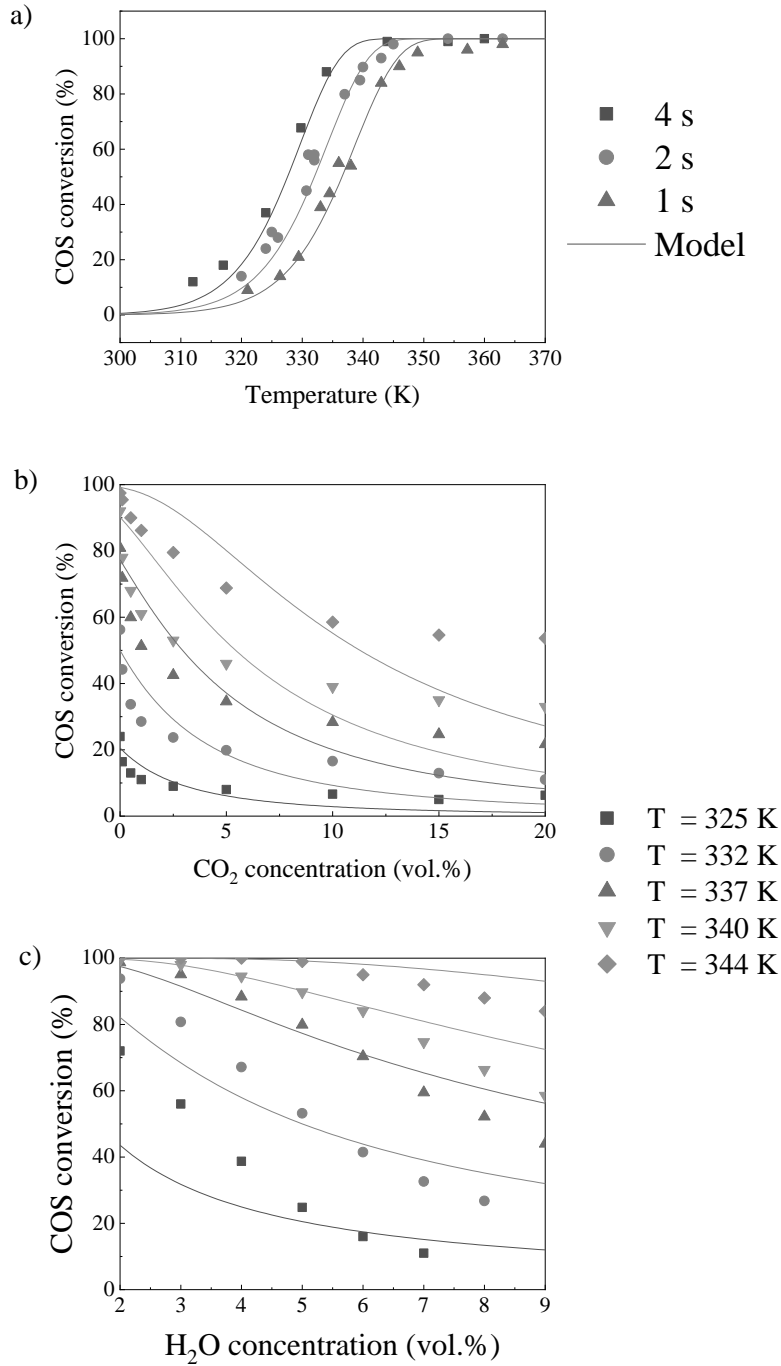 a)
100
80
60
40
20
0
COS conversion (%)
300 310 320 330 340 350 360 370
Temperature (K)
4 s
2 s
1 s
Model
b)
100
80
60
40
20
0
COS conversion (%)
0 5 10 15 20
CO₂ concentration (vol.%)
T = 325 K
T = 332 K
T = 337 K
T = 340 K
T = 344 K
c)
100
80
60
40
20
0
COS conversion (%)
2 3 4 5 6 7 8 9
H₂O concentration (vol.%)